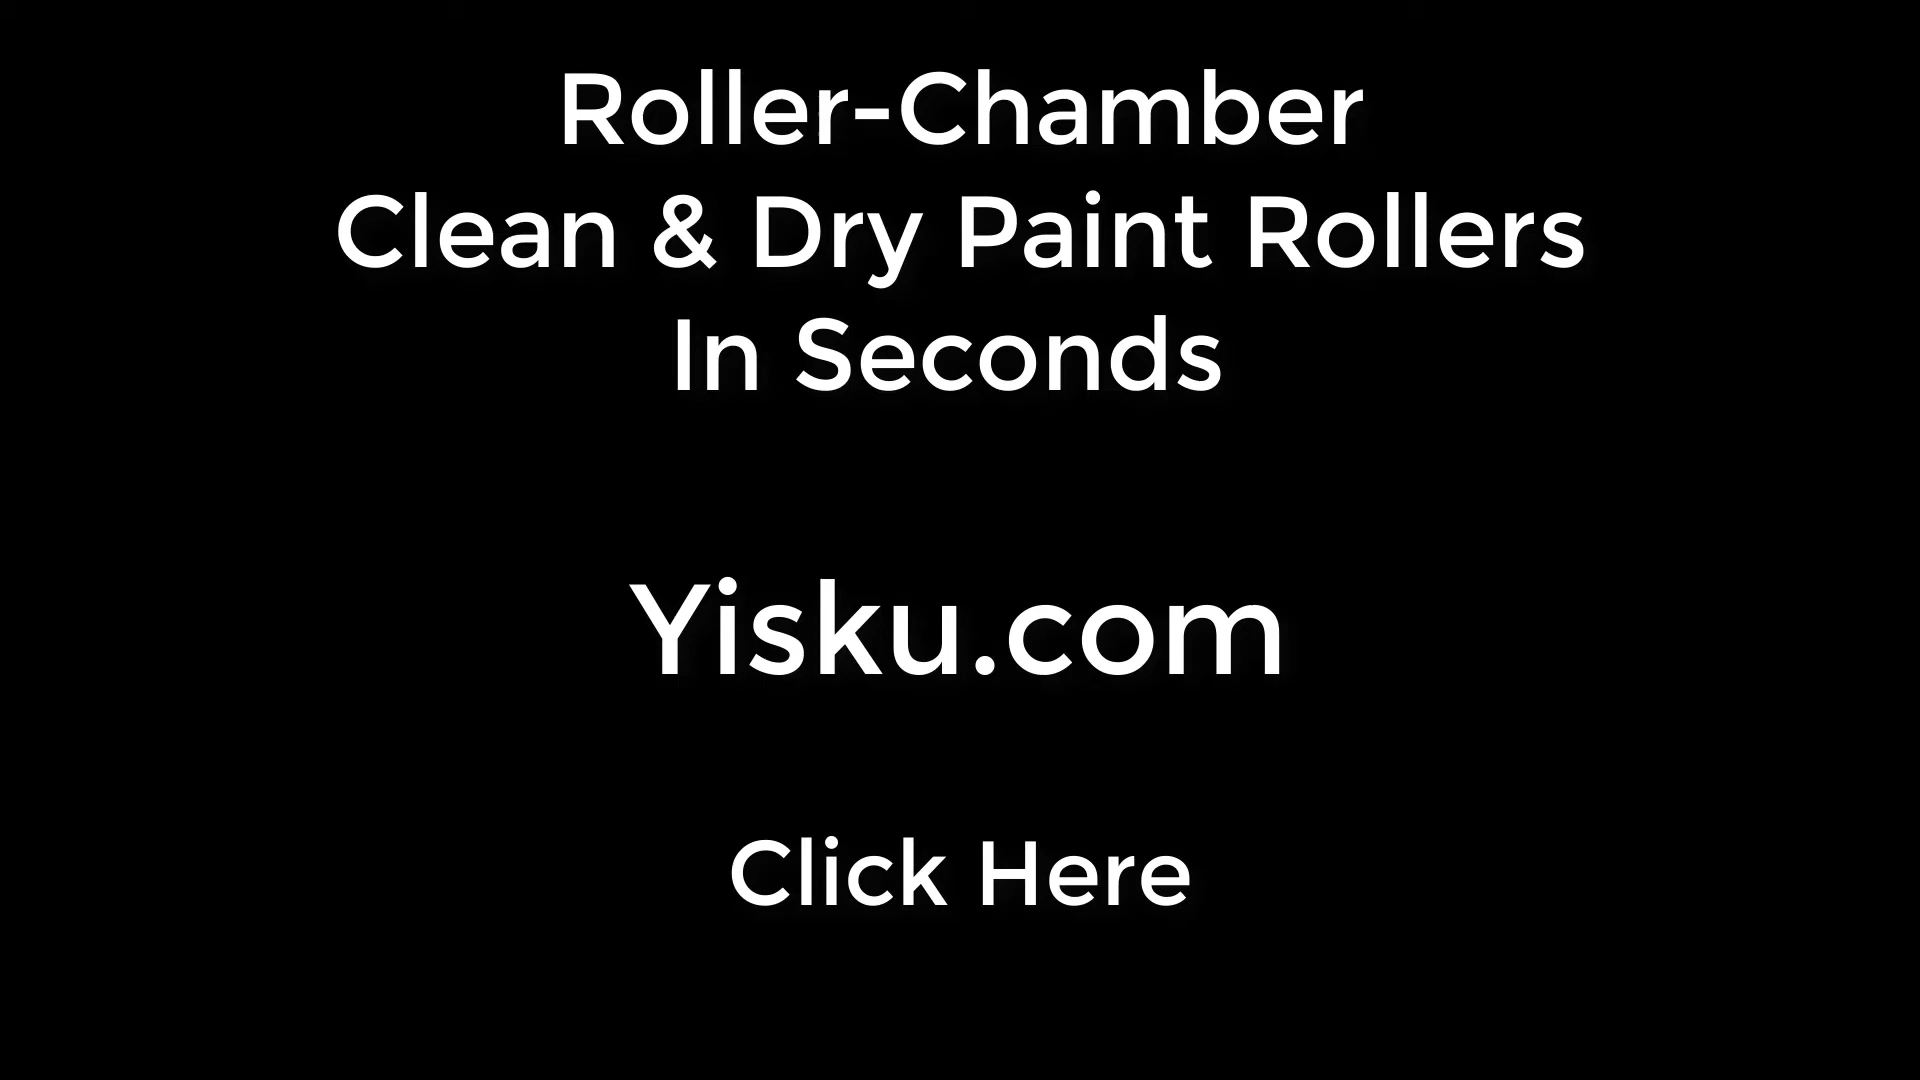 Roller-Chamber
Clean & Dry Paint Rollers
In Seconds
Yisku.com
Click Here